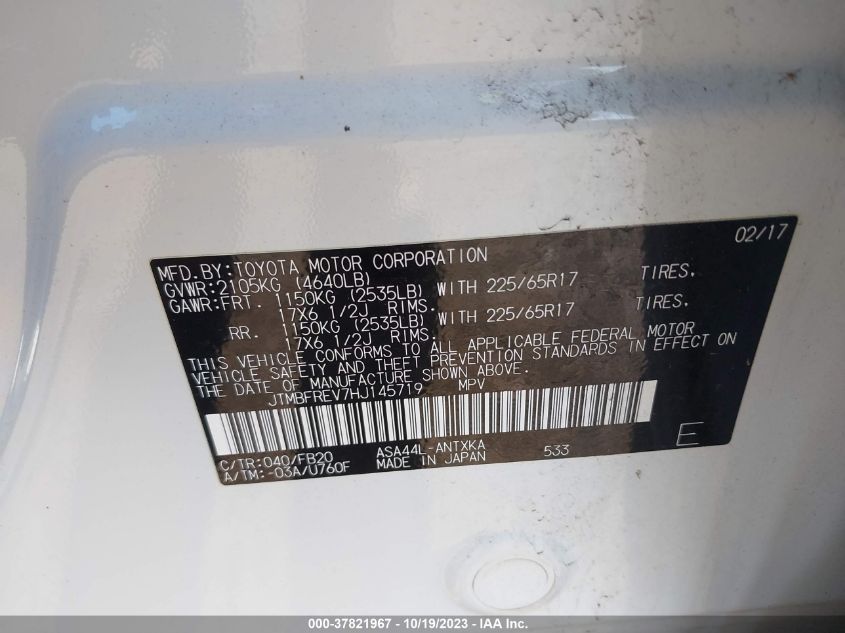 02/17
MFD.BY:TOYOTA MOTOR CORPORATION
GVWR:2105KG (4640LB)
GAWR:FRT. 1150KG (2535LB) WITH 225/65R17 TIRES,
17X6 1/2J RIMS.
RR. 1150KG (2535LB) WITH 225/65R17 TIRES,
17X6 1/2J RIMS.
THIS VEHICLE CONFORMS TO ALL APPLICABLE FEDERAL MOTOR
VEHICLE SAFETY AND THEFT PREVENTION STANDARDS IN EFFECT ON
THE DATE OF MANUFACTURE SHOWN ABOVE.
JTMBFREV7HJ145719 MPV
C/TR:040/FB20 ASA44L-ANTXKA 533 E
A/TM:-03A/U760F MADE IN JAPAN
000-37821967 - 10/19/2023 - IAA Inc.